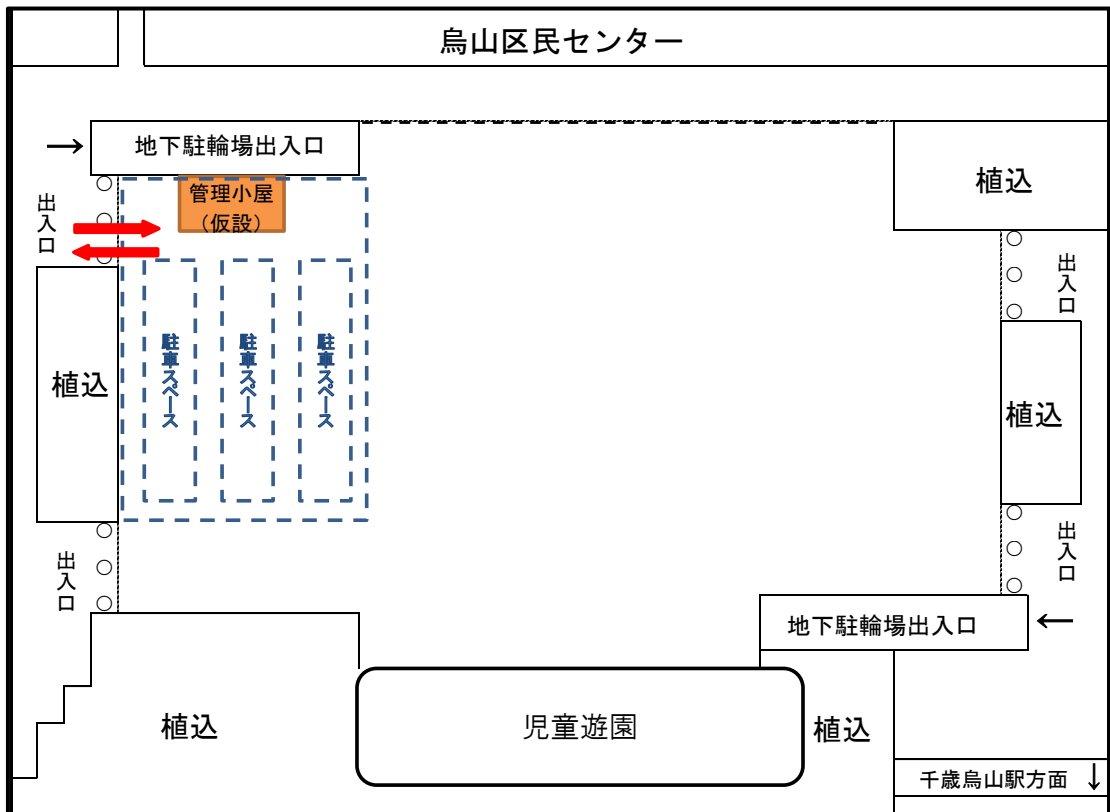 烏山区民センター
地下駐輪場出入口
植込
管理小屋
（仮設）
出入口
出入口
駐車スペース
駐車スペース
駐車スペース
植込
植込
出入口
出入口
地下駐輪場出入口
植込
児童遊園
植込
千歳烏山駅方面